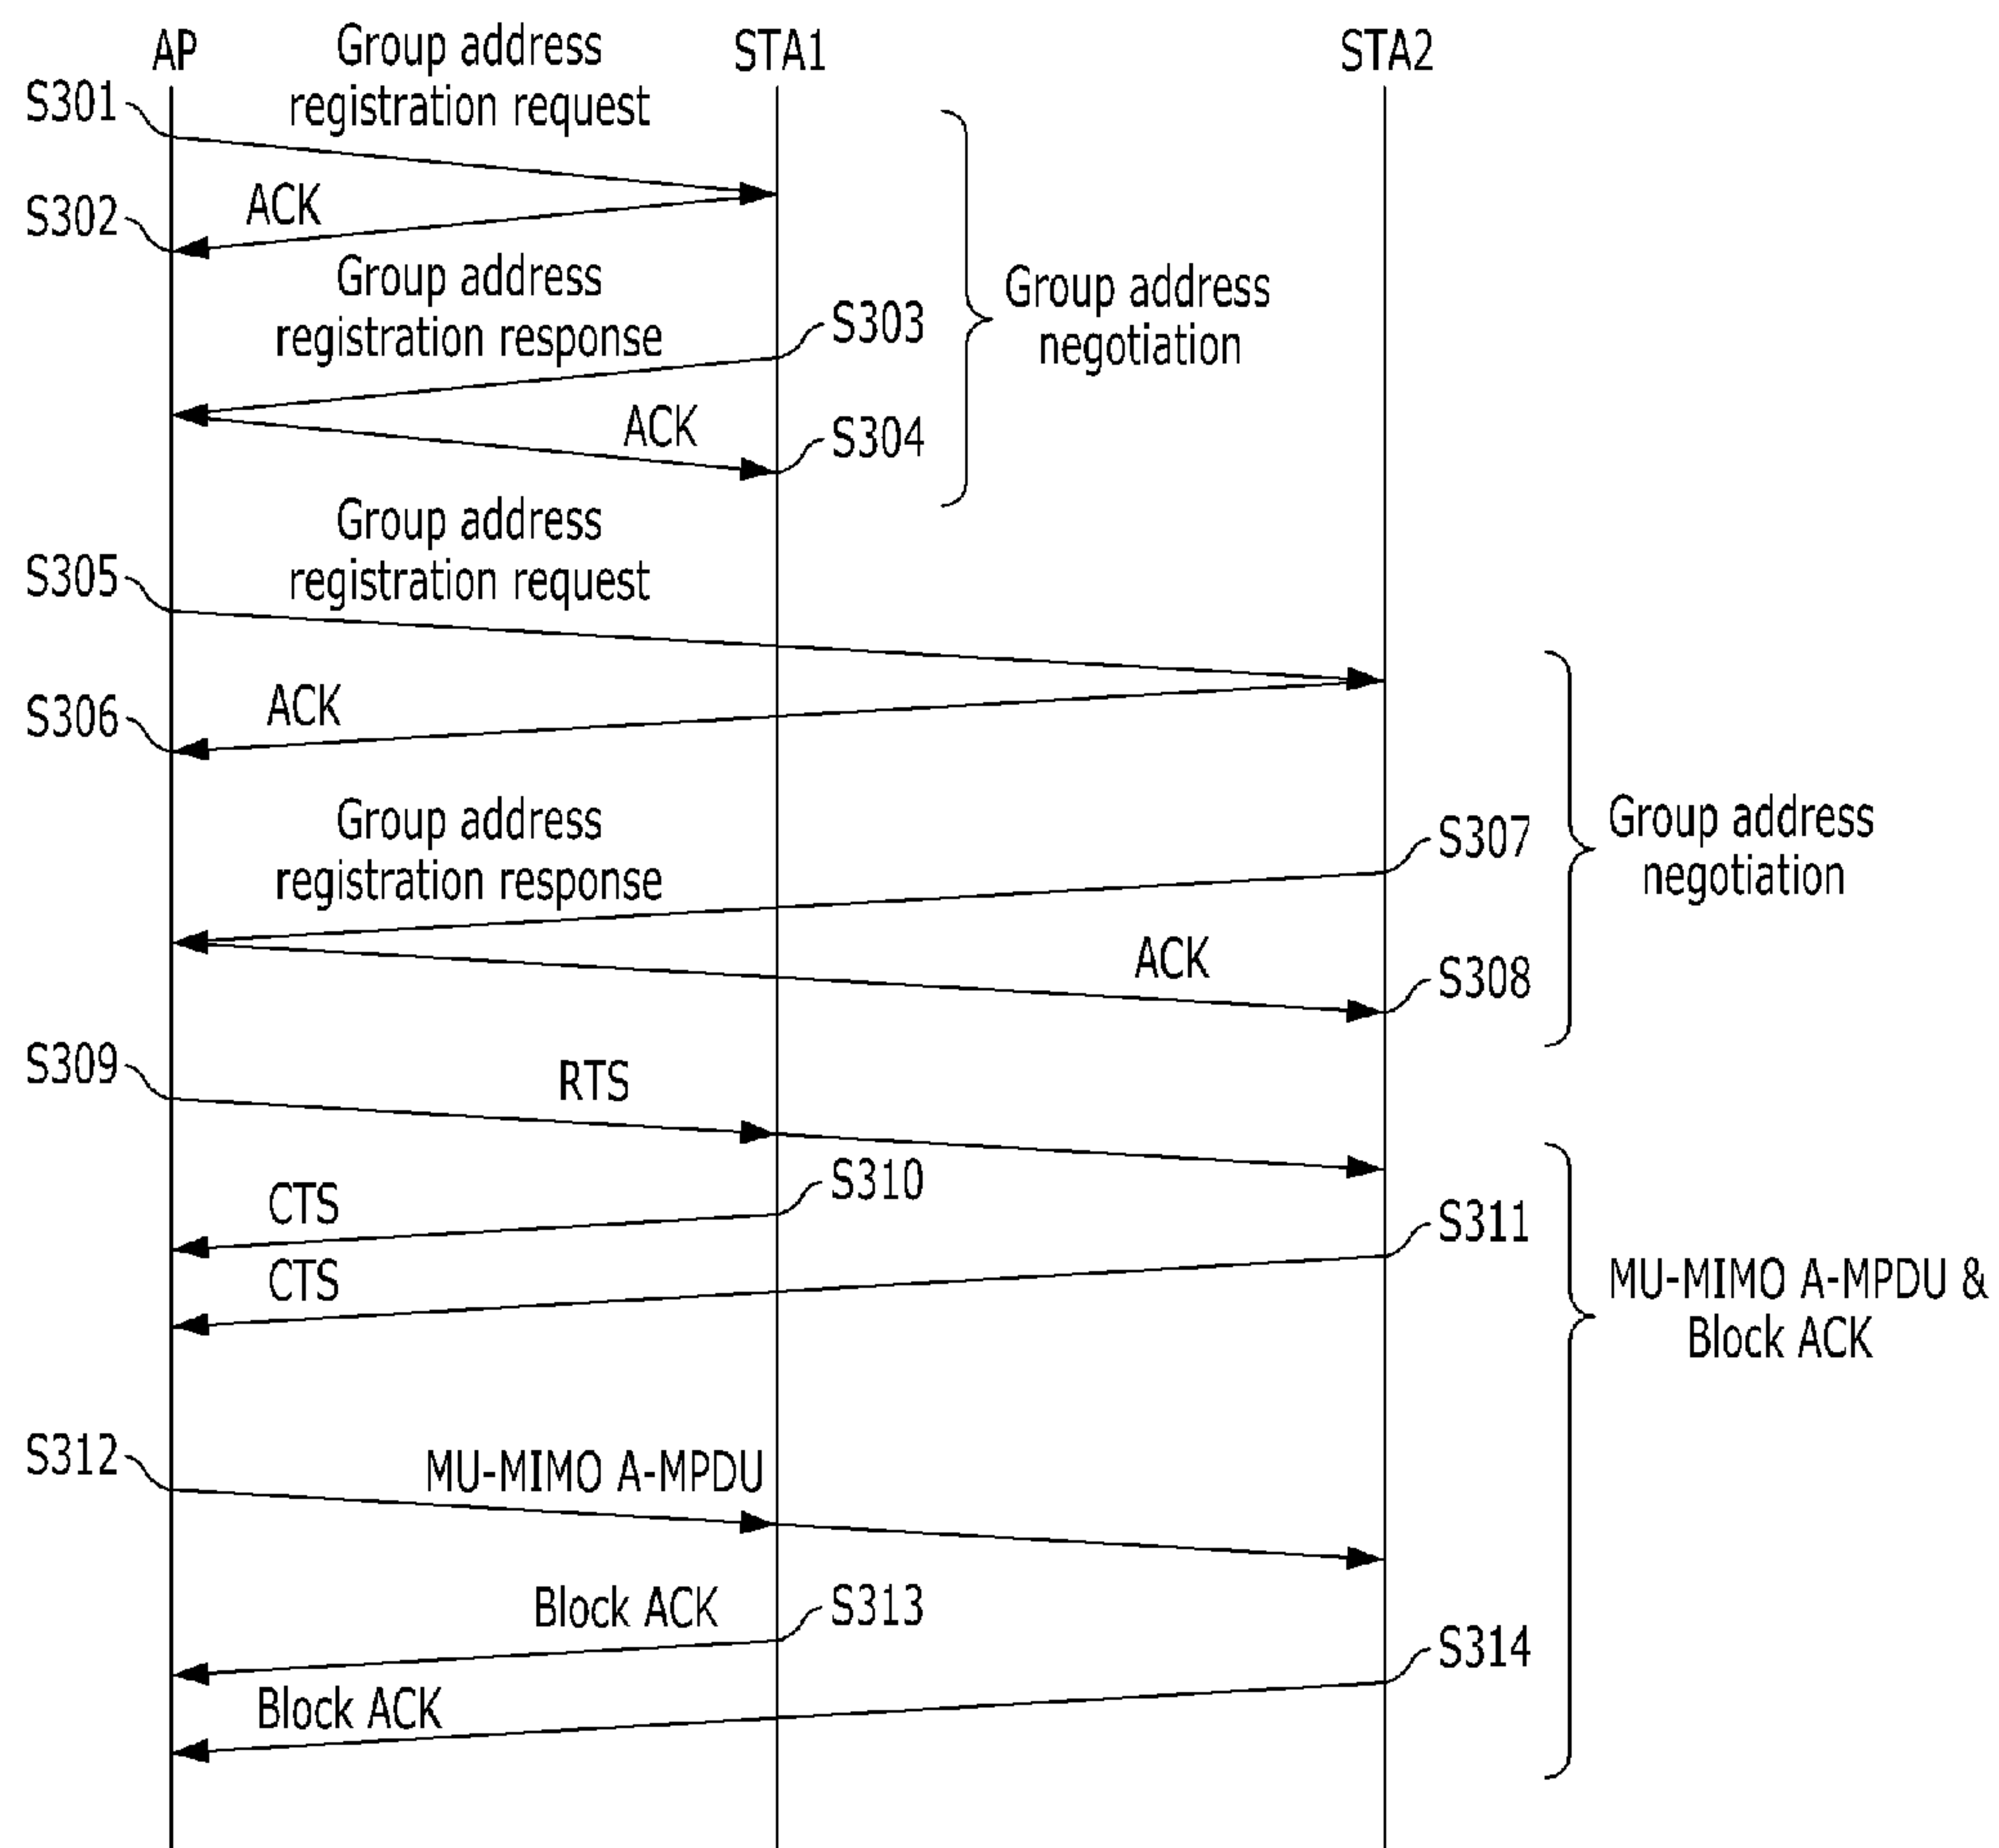 AP
STA1
STA2
Group address
registration request
S301
S302
ACK
Group address
registration response
S303
ACK
S304
Group address
negotiation
Group address
registration request
S305
S306
ACK
Group address
registration response
S307
ACK
S308
Group address
negotiation
S309
RTS
CTS
S310
CTS
S311
MU-MIMO A-MPDU &
Block ACK
S312
MU-MIMO A-MPDU
Block ACK
S313
Block ACK
S314